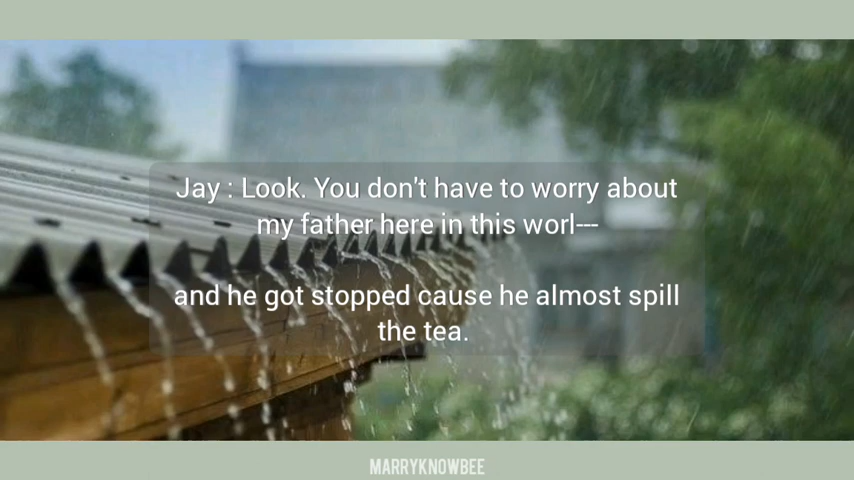 Jay : Look. You don't have to worry about
my father here in this worl---
and he got stopped cause he almost spill
the tea.
MARRYKNOWBEE